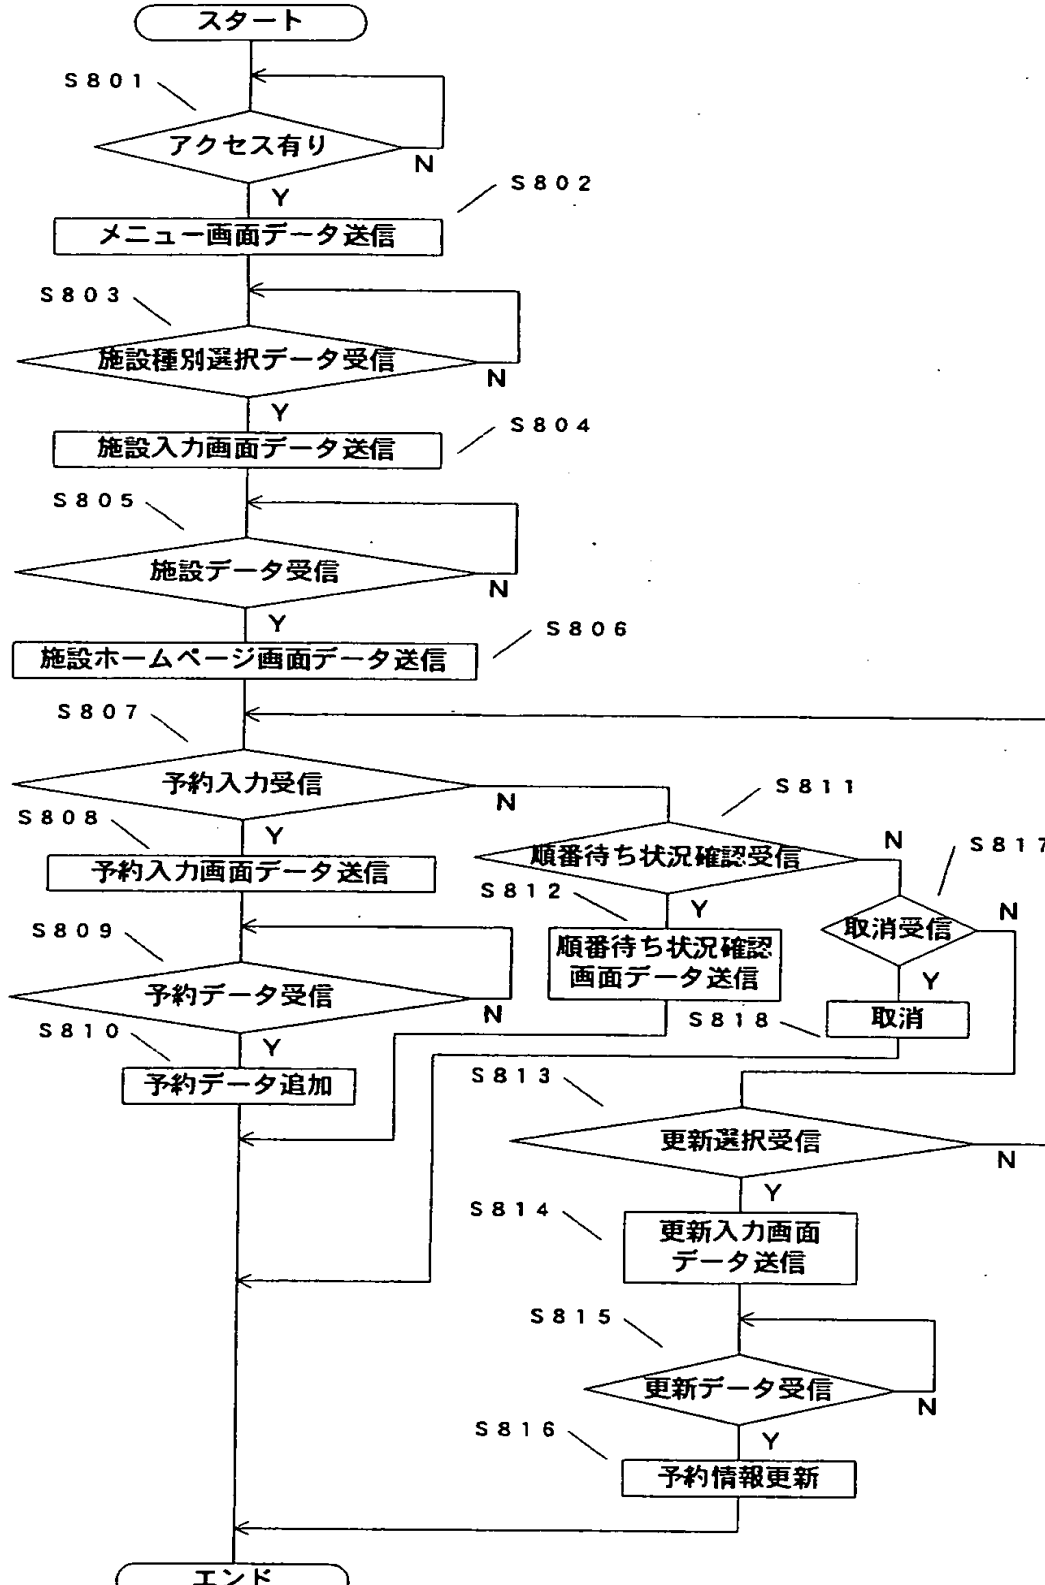 スタート
S801
アクセス有り
N
Y
S802
メニュー画面データ送信
S803
施設種別選択データ受信
N
Y
S804
施設入力画面データ送信
S805
施設データ受信
N
Y
S806
施設ホームページ画面データ送信
S807
予約入力受信
N
Y
S808
予約入力画面データ送信
S811
順番待ち状況確認受信
N
Y
S812
順番待ち状況確認
画面データ送信
S817
取消受信
N
Y
S818
取消
S809
予約データ受信
N
Y
S810
予約データ追加
S813
更新選択受信
N
Y
S814
更新入力画面
データ送信
S815
更新データ受信
N
Y
S816
予約情報更新
エンド